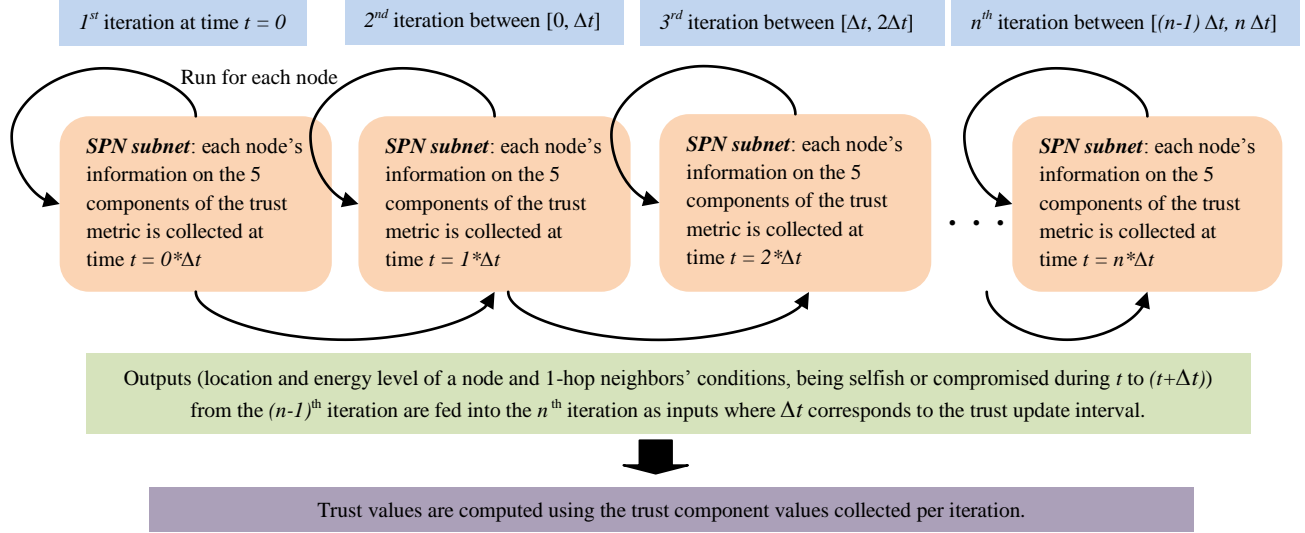 1st iteration at time t = 0
2nd iteration between [0, Δt]
3rd iteration between [Δt, 2Δt]
nth iteration between [(n-1) Δt, n Δt]
Run for each node
SPN subnet: each node's
information on the 5
components of the trust
metric is collected at
time t = 0*Δt
SPN subnet: each node's
information on the 5
components of the trust
metric is collected at
time t = 1*Δt
SPN subnet: each node's
information on the 5
components of the trust
metric is collected at
time t = 2*Δt
. . .
SPN subnet: each node's
information on the 5
components of the trust
metric is collected at
time t = n*Δt
Outputs (location and energy level of a node and 1-hop neighbors' conditions, being selfish or compromised during t to (t+Δt))
from the (n-1)th iteration are fed into the nth iteration as inputs where Δt corresponds to the trust update interval.
Trust values are computed using the trust component values collected per iteration.